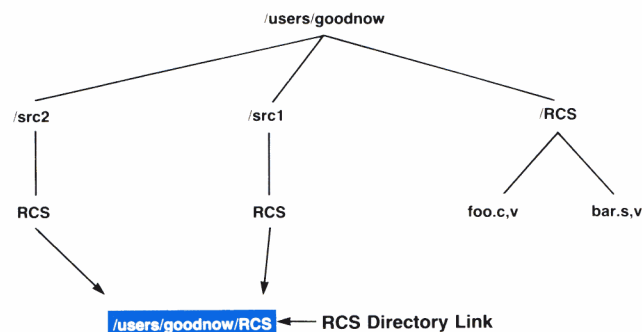 /users/goodnow
/src2
/src1
/RCS
RCS
RCS
foo.c,v
bar.s,v
/users/goodnow/RCS
RCS Directory Link